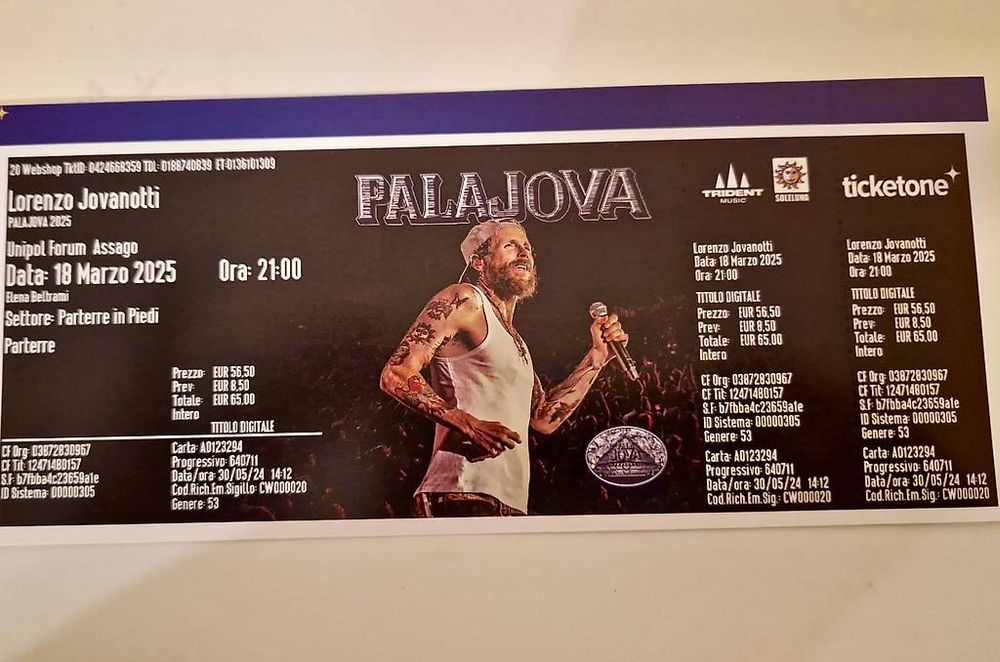 20 Webshop TktID: 0424668359 TDL: 0186740839 ET:0136101309
Lorenzo Jovanotti
PALAJOVA 2025
Unipol Forum Assago
Data: 18 Marzo 2025 Ora: 21:00
Elena Beltrami
Settore: Parterre in Piedi
Parterre
Prezzo: EUR 56,50
Prev: EUR 8,50
Totale: EUR 65,00
Intero
TITOLO DIGITALE
CF Org: 03872830967
CF Tit: 12471480157
S.F: b7fbba4c23659a1e
ID Sistema: 00000305
Carta: A0123294
Progressivo: 640711
Data/ora: 30/05/24 14:12
Cod.Rich.Em.Sigillo: CW000020
Genere: 53
PALAJOVA
JOVA
TRIDENT
MUSIC
SOLELUNA
ticketone
Lorenzo Jovanotti
Data: 18 Marzo 2025
Ora: 21:00
TITOLO DIGITALE
Prezzo: EUR 56,50
Prev: EUR 8,50
Totale: EUR 65,00
Intero
CF Org: 03872830967
CF Tit: 12471480157
S.F: b7fbba4c23659a1e
ID Sistema: 00000305
Genere: 53
Carta: A0123294
Progressivo: 640711
Data/ora: 30/05/24 14:12
Cod.Rich.Em.Sig.: CW000020
Lorenzo Jovanotti
Data: 18 Marzo 2025
Ora: 21:00
TITOLO DIGITALE
Prezzo: EUR 56,50
Prev: EUR 8,50
Totale: EUR 65,00
Intero
CF Org: 03872830967
CF Tit: 12471480157
S.F: b7fbba4c23659a1e
ID Sistema: 00000305
Genere: 53
Carta: A0123294
Progressivo: 640711
Data/ora: 30/05/24 14:12
Cod.Rich.Em.Sig.: CW000020